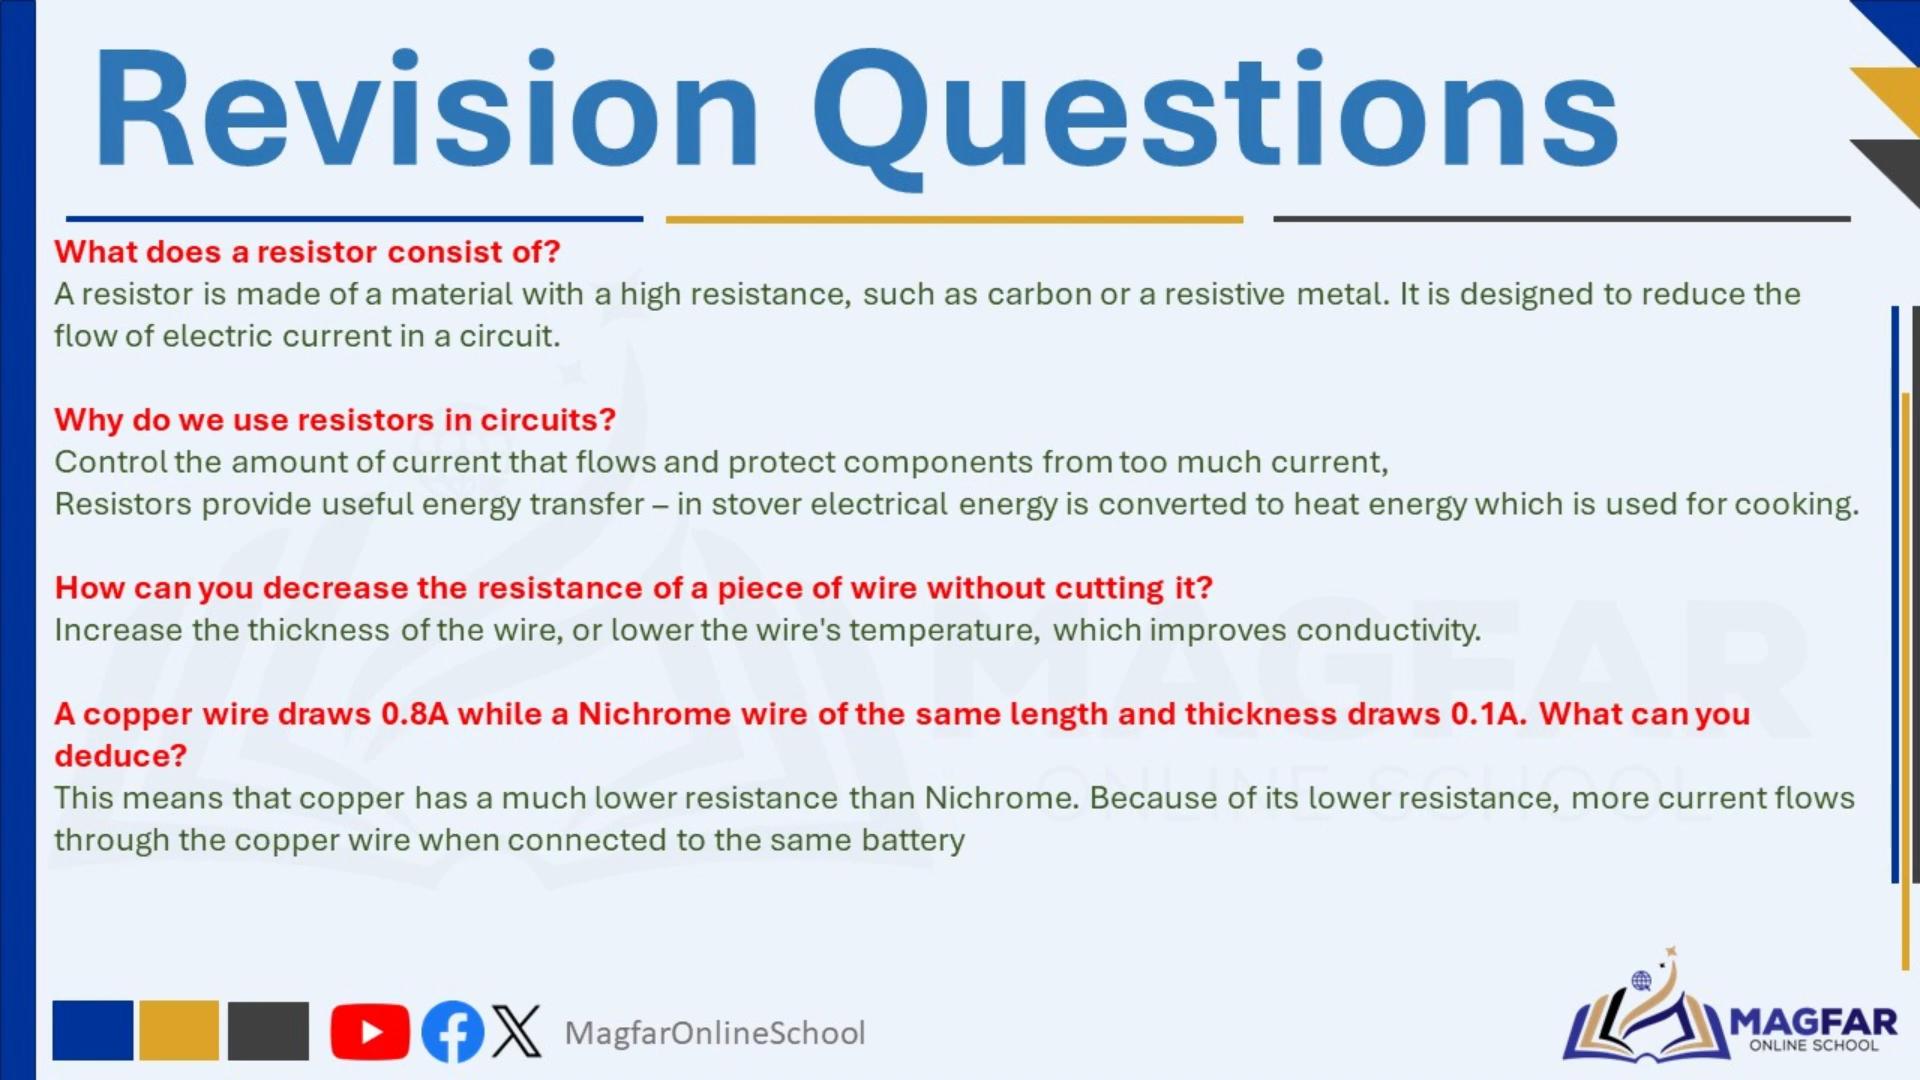 Revision Questions
What does a resistor consist of?
A resistor is made of a material with a high resistance, such as carbon or a resistive metal. It is designed to reduce the
flow of electric current in a circuit.
Why do we use resistors in circuits?
Control the amount of current that flows and protect components from too much current,
Resistors provide useful energy transfer – in stover electrical energy is converted to heat energy which is used for cooking.
How can you decrease the resistance of a piece of wire without cutting it?
Increase the thickness of the wire, or lower the wire's temperature, which improves conductivity.
A copper wire draws 0.8A while a Nichrome wire of the same length and thickness draws 0.1A. What can you
deduce?
This means that copper has a much lower resistance than Nichrome. Because of its lower resistance, more current flows
through the copper wire when connected to the same battery
MAGFAR
ONLINE SCHOOL
MagfarOnlineSchool
MAGFAR
ONLINE SCHOOL